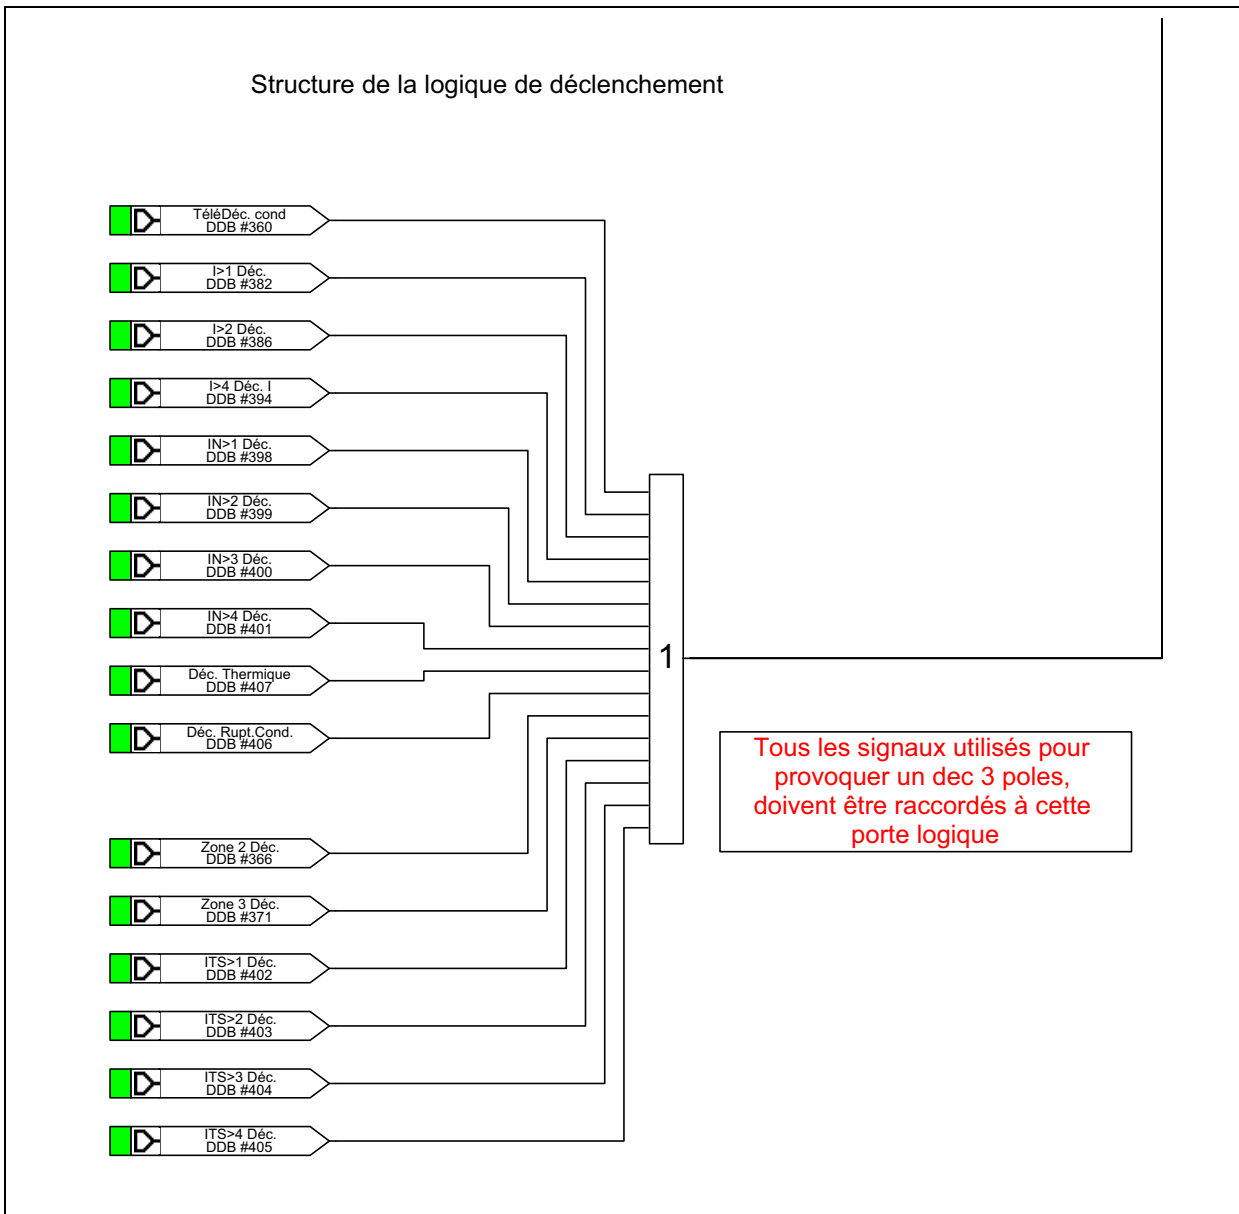 Structure de la logique de déclenchement
TéléDéc. cond
DDB #360
I>1 Déc.
DDB #382
I>2 Déc.
DDB #386
I>4 Déc. I
DDB #394
IN>1 Déc.
DDB #398
IN>2 Déc.
DDB #399
IN>3 Déc.
DDB #400
IN>4 Déc.
DDB #401
Déc. Thermique
DDB #407
Déc. Rupt.Cond.
DDB #406
Zone 2 Déc.
DDB #366
Zone 3 Déc.
DDB #371
ITS>1 Déc.
DDB #402
ITS>2 Déc.
DDB #403
ITS>3 Déc.
DDB #404
ITS>4 Déc.
DDB #405
1
Tous les signaux utilisés pour
provoquer un dec 3 poles,
doivent être raccordés à cette
porte logique